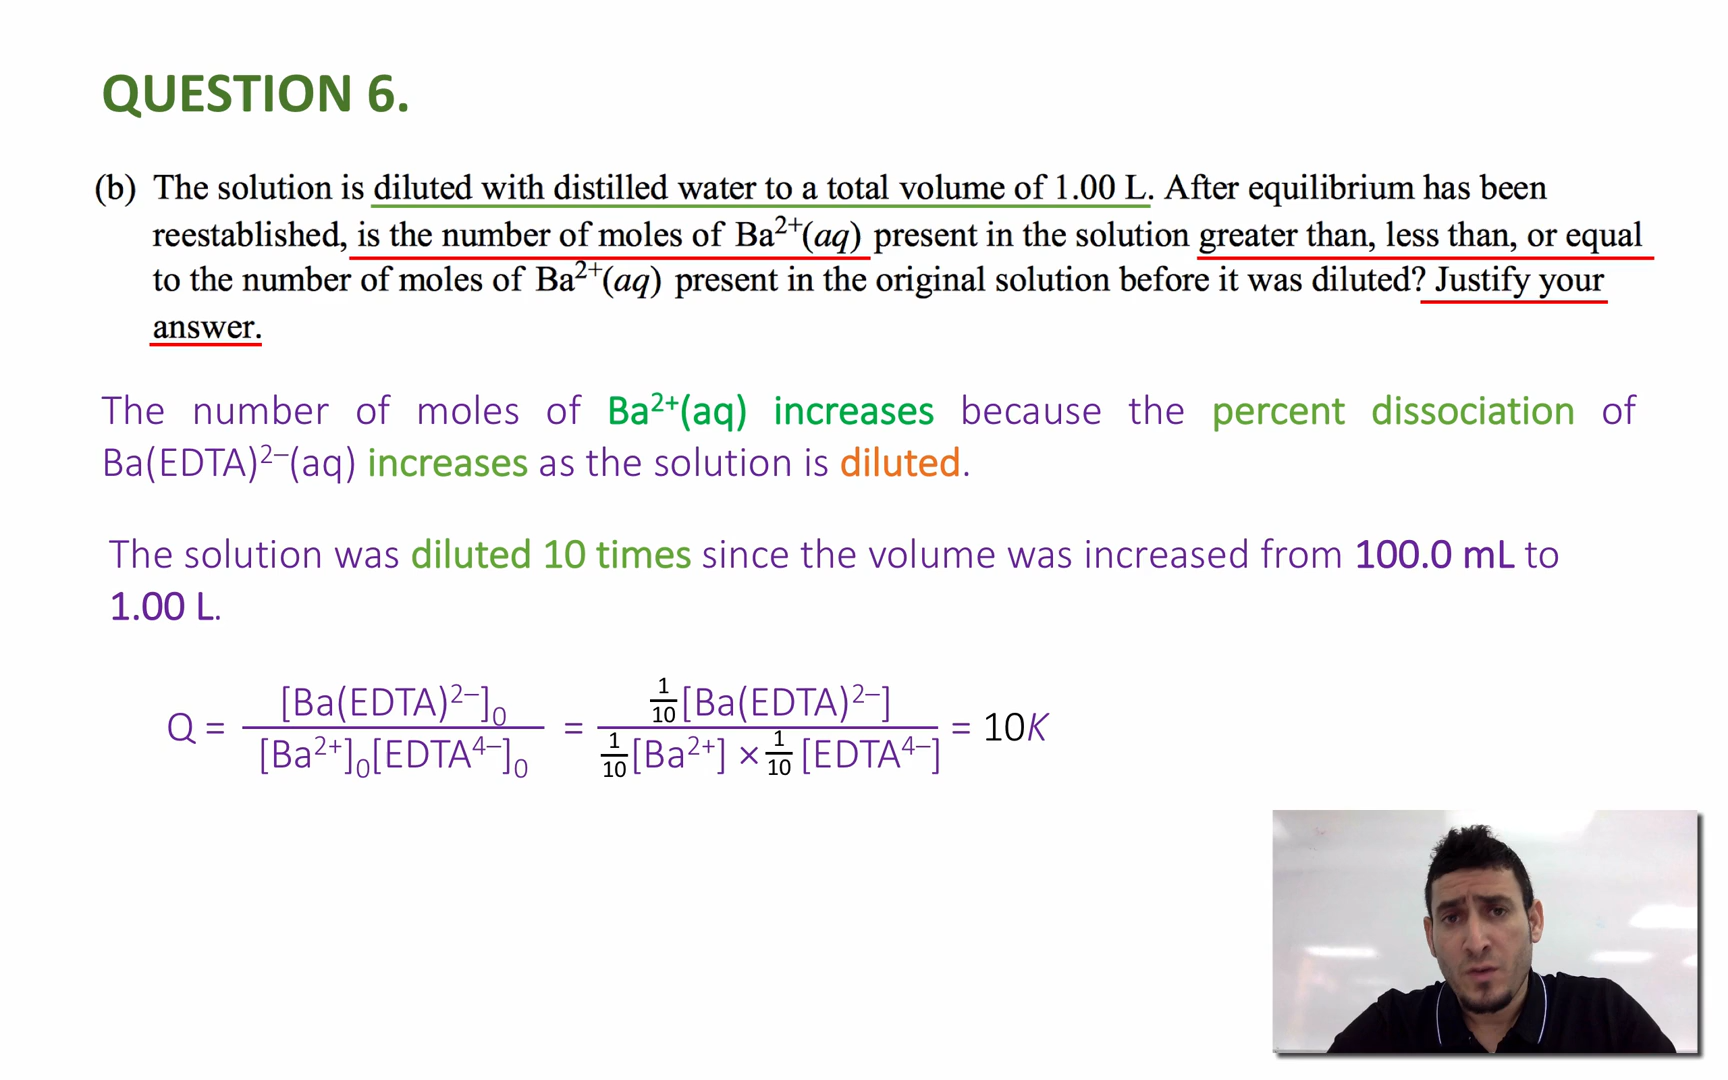 QUESTION 6.
(b) The solution is diluted with distilled water to a total volume of 1.00 L. After equilibrium has been
reestablished, is the number of moles of Ba²⁺(aq) present in the solution greater than, less than, or equal
to the number of moles of Ba²⁺(aq) present in the original solution before it was diluted? Justify your
answer.
The number of moles of Ba²⁺(aq) increases because the percent dissociation of
Ba(EDTA)²⁻(aq) increases as the solution is diluted.
The solution was diluted 10 times since the volume was increased from 100.0 mL to
1.00 L.
Q = [Ba(EDTA)²⁻]₀ / [Ba²⁺]₀[EDTA⁴⁻]₀ = 1/10 [Ba(EDTA)²⁻] / 1/10 [Ba²⁺] × 1/10 [EDTA⁴⁻] = 10K